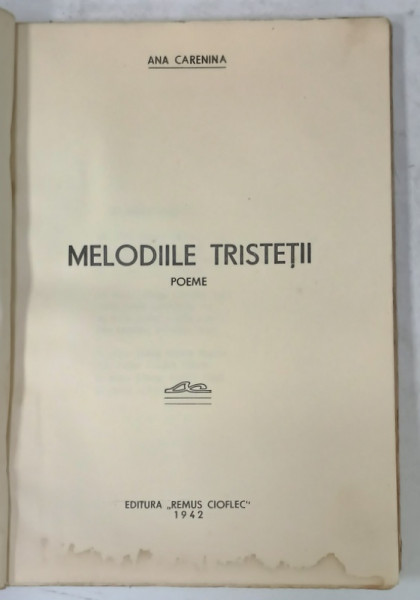 ANA CARENINA
MELODIILE TRISTEȚII
POEME
EDITURA „REMUS CIOFLEC"
1942